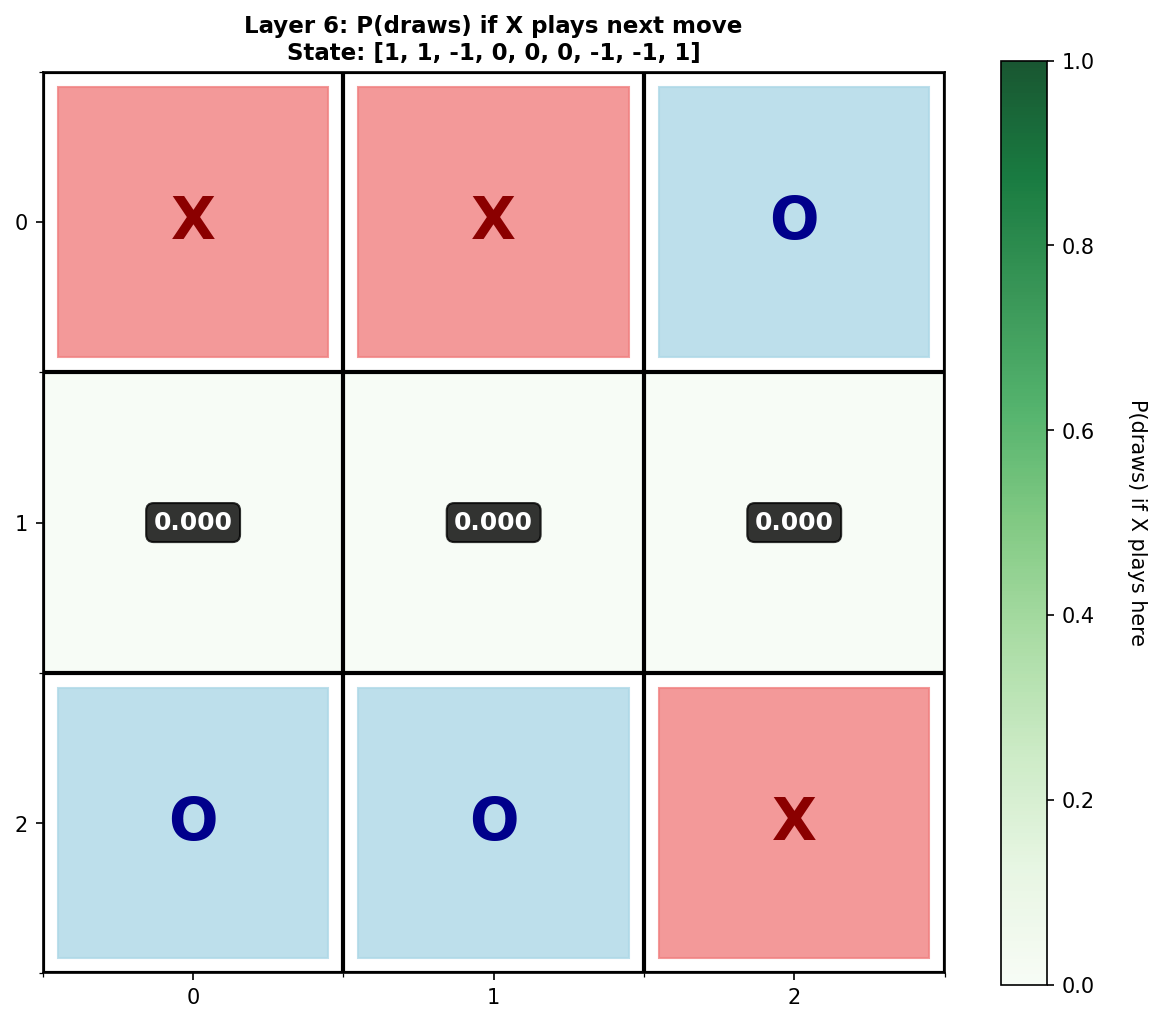 Layer 6: P(draws) if X plays next move
State: [1, 1, -1, 0, 0, 0, -1, -1, 1]
0
X
X
O
1
0.000
0.000
0.000
2
O
O
X
0
1
2
1.0
0.8
0.6
0.4
0.2
0.0
P(draws) if X plays here